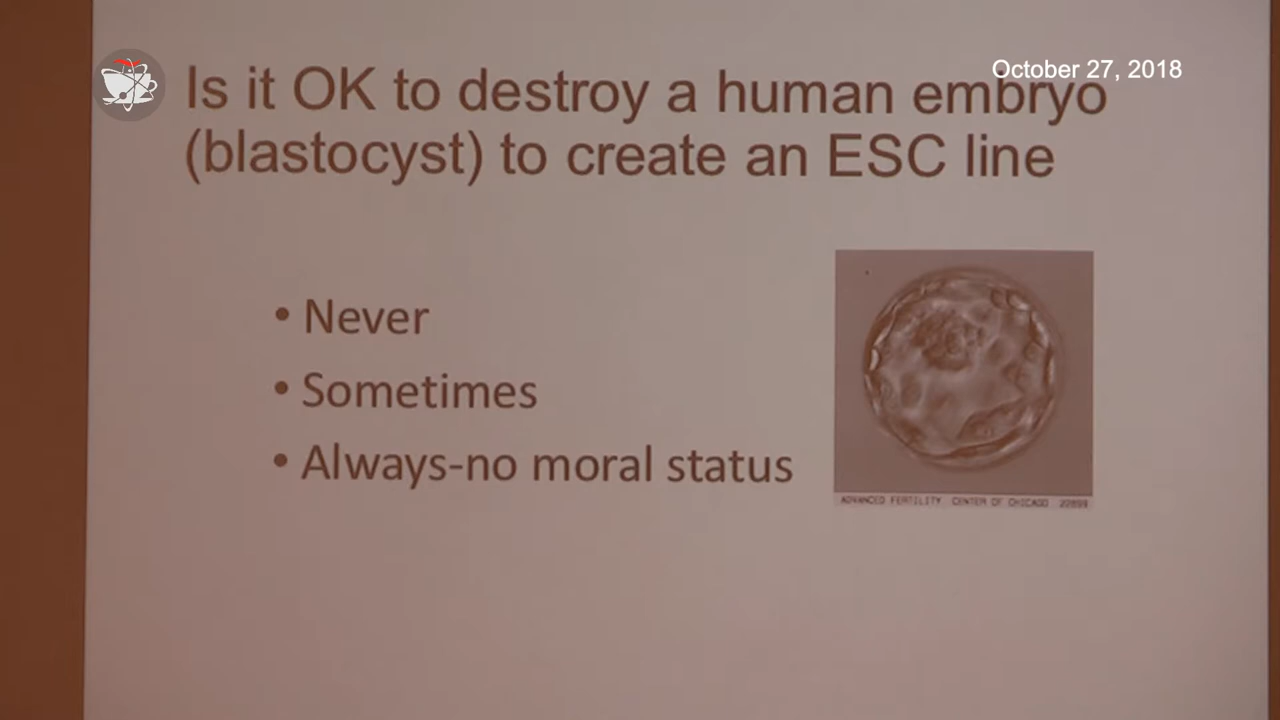 October 27, 2018
Is it OK to destroy a human embryo
(blastocyst) to create an ESC line
• Never
• Sometimes
• Always-no moral status
ADVANCED FERTILITY CENTER OF CHICAGO